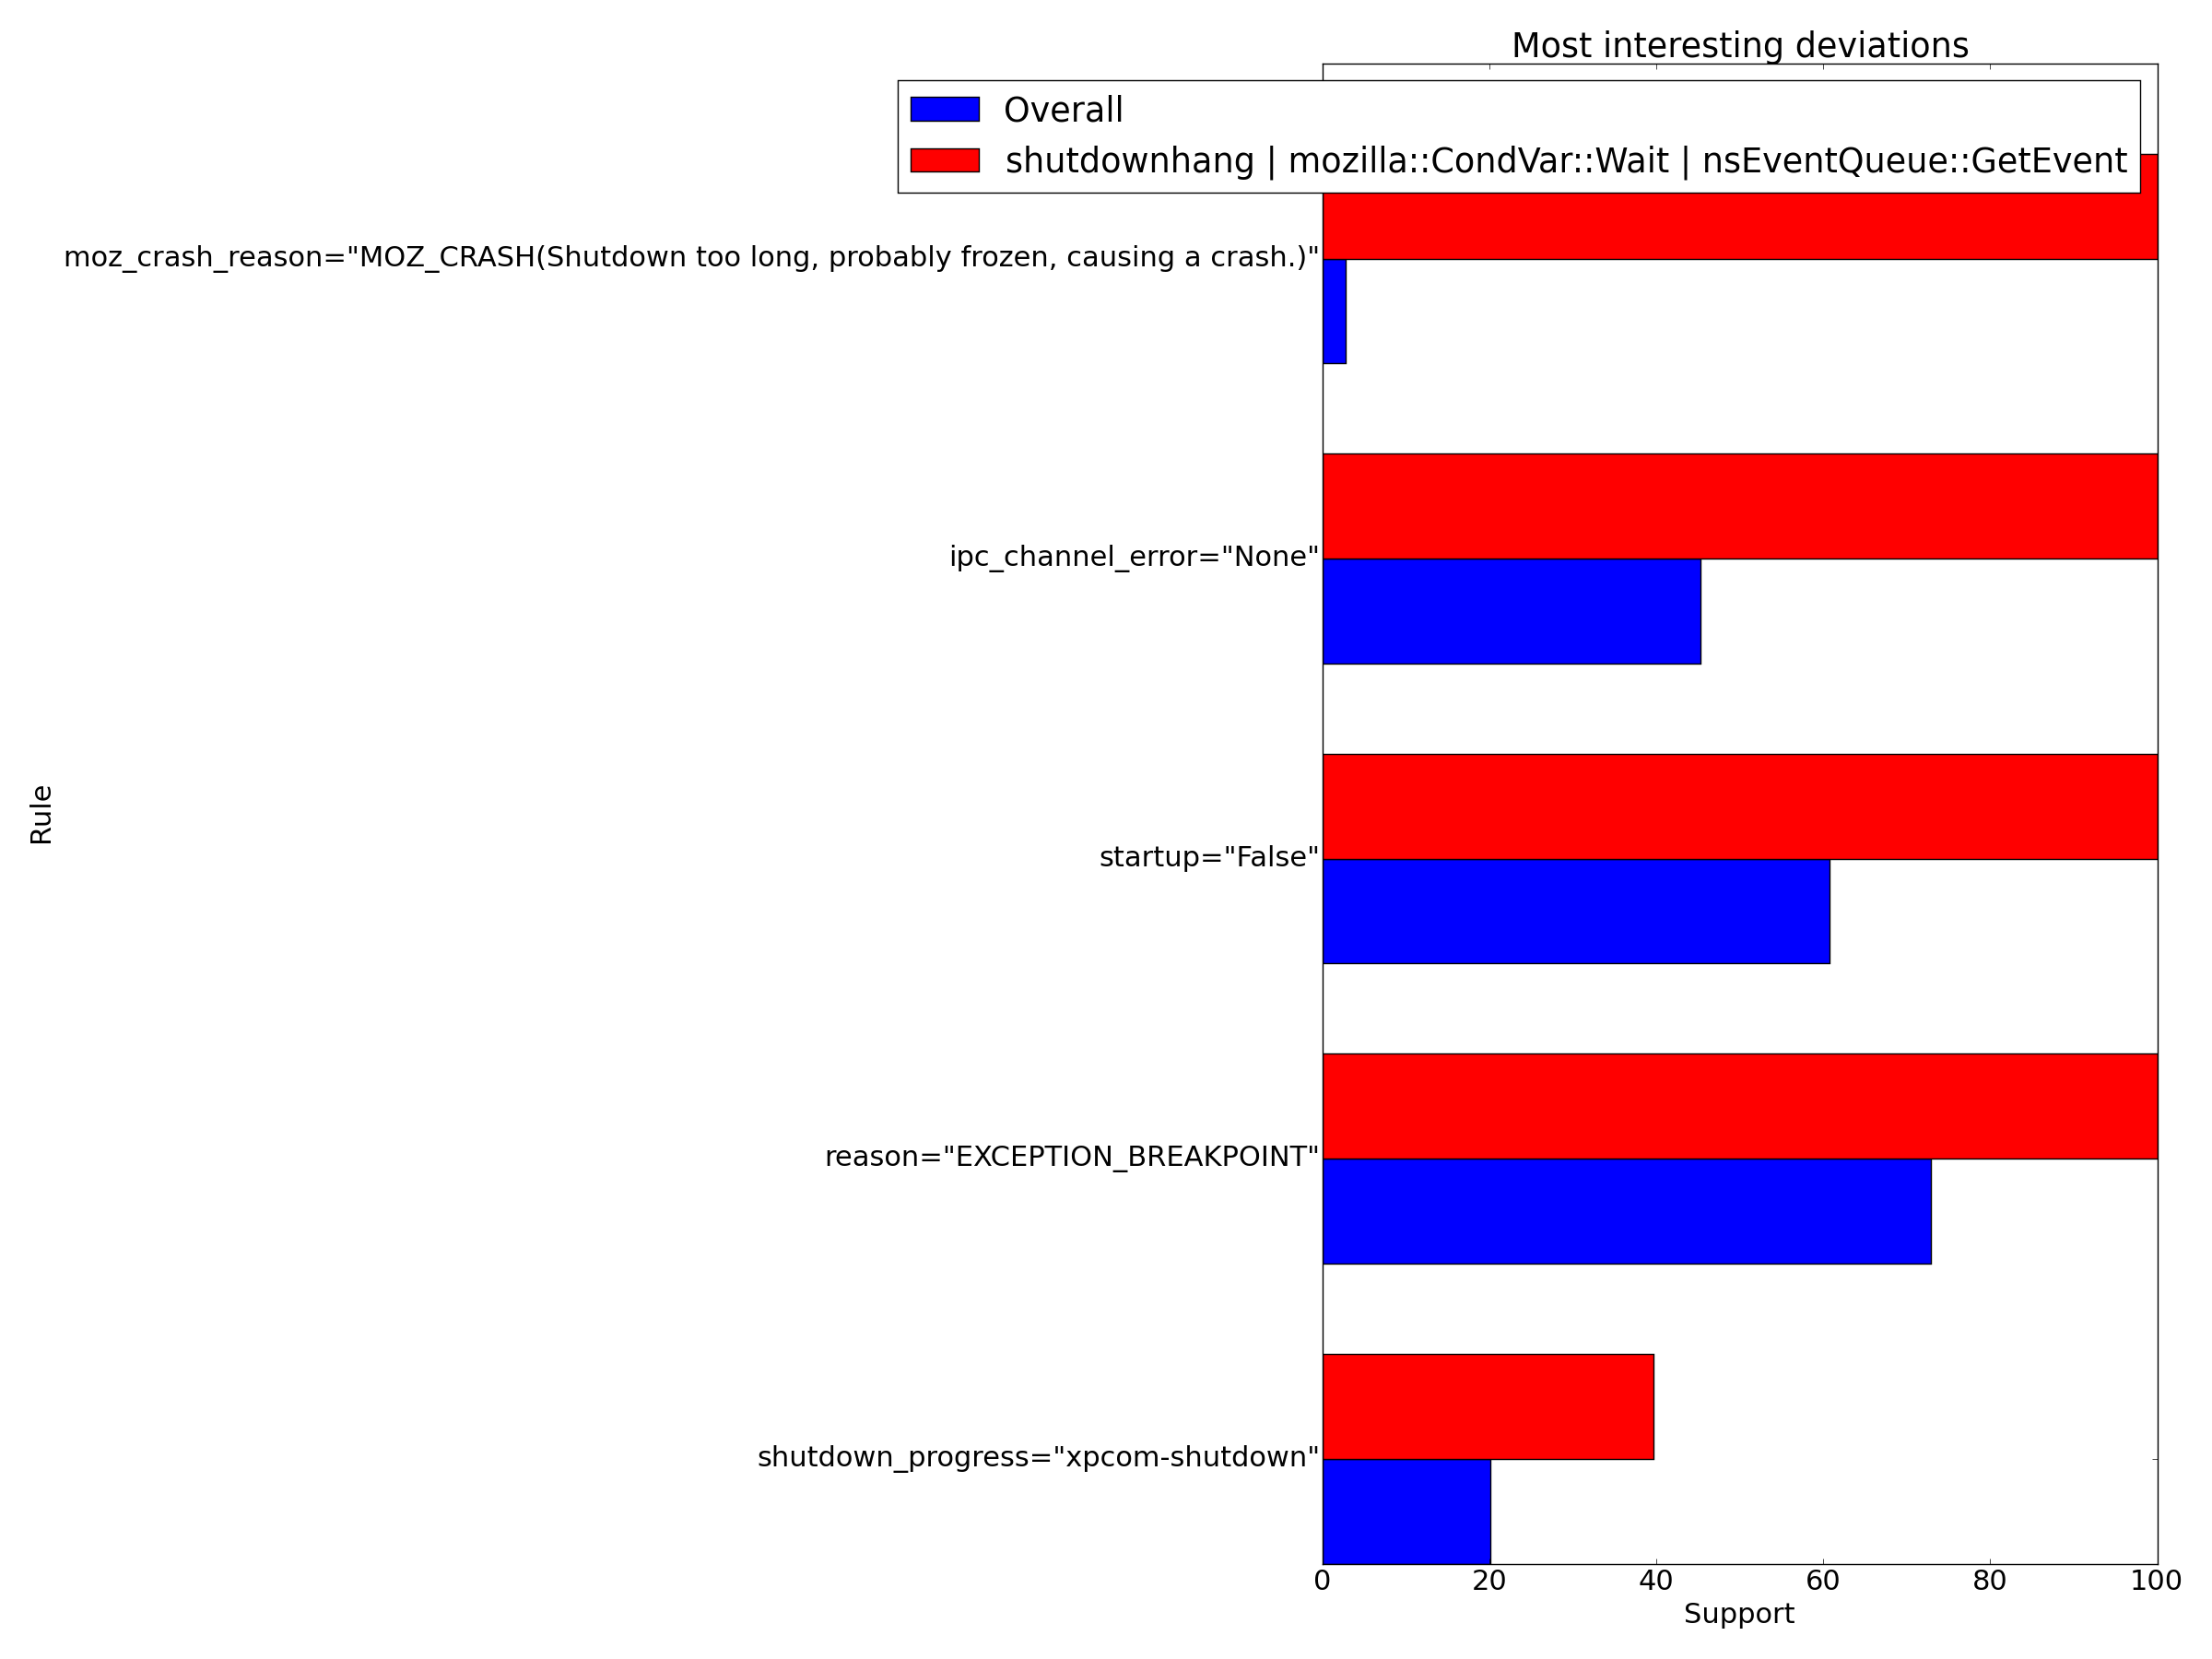 Most interesting deviations
Overall
shutdownhang | mozilla::CondVar::Wait | nsEventQueue::GetEvent
moz_crash_reason="MOZ_CRASH(Shutdown too long, probably frozen, causing a crash.)"
ipc_channel_error="None"
startup="False"
Rule
reason="EXCEPTION_BREAKPOINT"
shutdown_progress="xpcom-shutdown"
0 20 40 60 80 100
Support